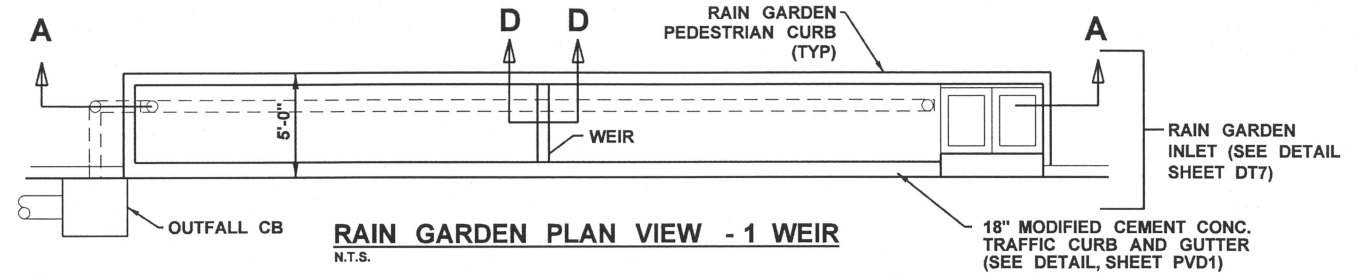 A
D D
RAIN GARDEN
PEDESTRIAN CURB
(TYP)
A
5'-0"
WEIR
RAIN GARDEN
INLET (SEE DETAIL
SHEET DT7)
OUTFALL CB
18" MODIFIED CEMENT CONC.
TRAFFIC CURB AND GUTTER
(SEE DETAIL, SHEET PVD1)
RAIN GARDEN PLAN VIEW - 1 WEIR
N.T.S.